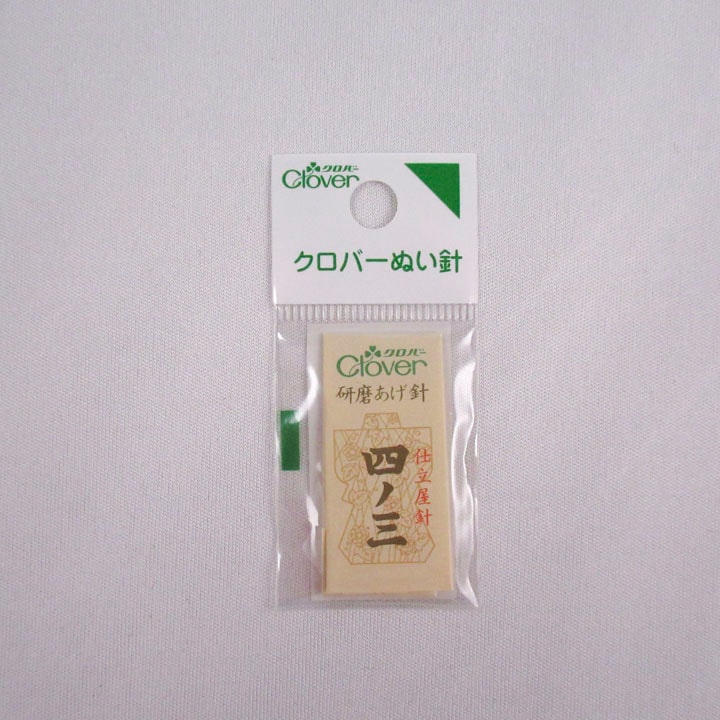 クロバー
Clover
クロバーぬい針
クロバー
Clover
研磨あげ針
四ノ三
仕立屋針